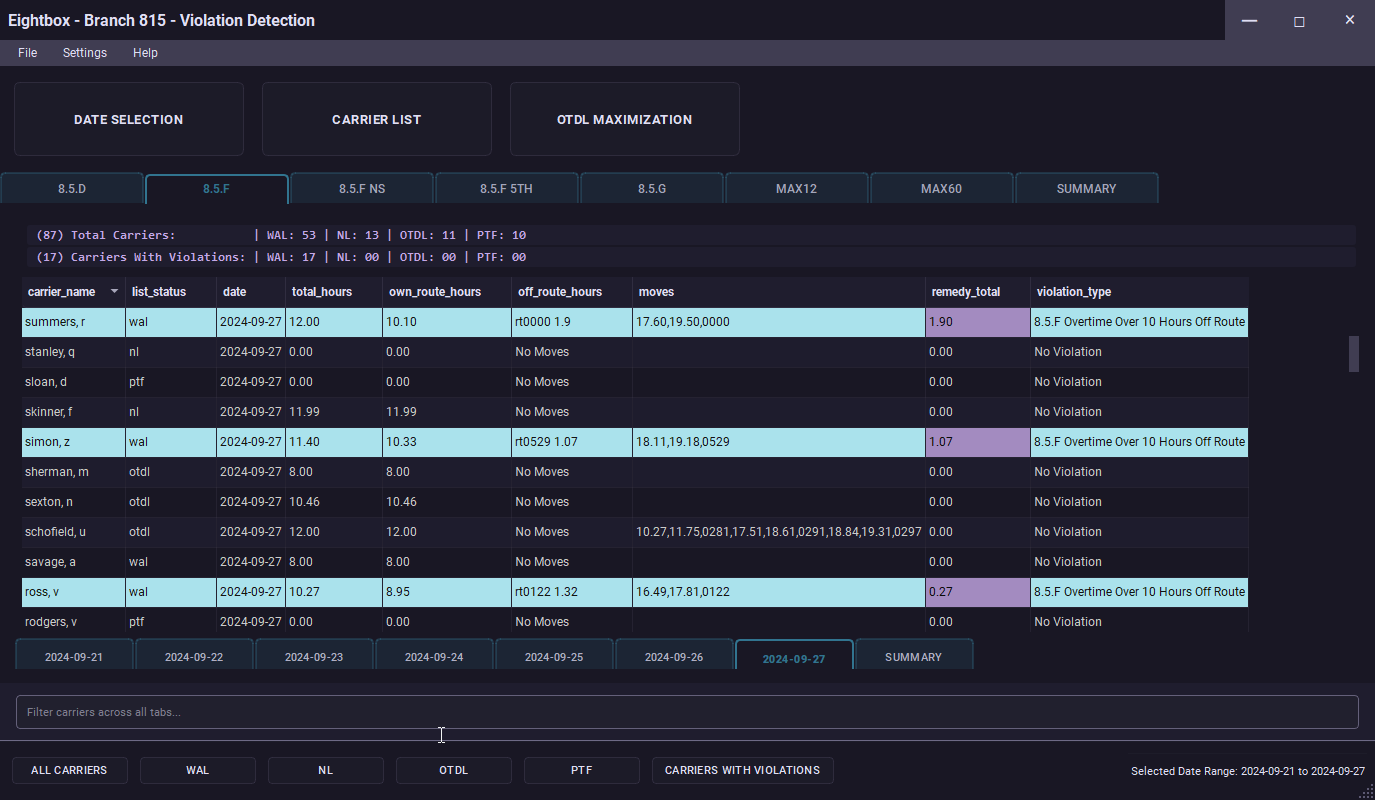 Eightbox - Branch 815 - Violation Detection
File Settings Help
DATE SELECTION CARRIER LIST OTDL MAXIMIZATION
8.5.D 8.5.F 8.5.F NS 8.5.F 5TH 8.5.G MAX12 MAX60 SUMMARY
(87) Total Carriers: | WAL: 53 | NL: 13 | OTDL: 11 | PTF: 10
(17) Carriers With Violations: | WAL: 17 | NL: 00 | OTDL: 00 | PTF: 00
carrier_name list_status date total_hours own_route_hours off_route_hours moves remedy_total violation_type
summers, r wal 2024-09-27 12.00 10.10 rt0000 1.9 17.60,19.50,0000 1.90 8.5.F Overtime Over 10 Hours Off Route
stanley, q nl 2024-09-27 0.00 0.00 No Moves 0.00 No Violation
sloan, d ptf 2024-09-27 0.00 0.00 No Moves 0.00 No Violation
skinner, f nl 2024-09-27 11.99 11.99 No Moves 0.00 No Violation
simon, z wal 2024-09-27 11.40 10.33 rt0529 1.07 18.11,19.18,0529 1.07 8.5.F Overtime Over 10 Hours Off Route
sherman, m otdl 2024-09-27 8.00 8.00 No Moves 0.00 No Violation
sexton, n otdl 2024-09-27 10.46 10.46 No Moves 0.00 No Violation
schofield, u otdl 2024-09-27 12.00 12.00 No Moves 10.27,11.75,0281,17.51,18.61,0291,18.84,19.31,0297 0.00 No Violation
savage, a wal 2024-09-27 8.00 8.00 No Moves 0.00 No Violation
ross, v wal 2024-09-27 10.27 8.95 rt0122 1.32 16.49,17.81,0122 0.27 8.5.F Overtime Over 10 Hours Off Route
rodgers, v ptf 2024-09-27 0.00 0.00 No Moves 0.00 No Violation
2024-09-21 2024-09-22 2024-09-23 2024-09-24 2024-09-25 2024-09-26 2024-09-27 SUMMARY
Filter carriers across all tabs...
ALL CARRIERS WAL NL OTDL PTF CARRIERS WITH VIOLATIONS Selected Date Range: 2024-09-21 to 2024-09-27